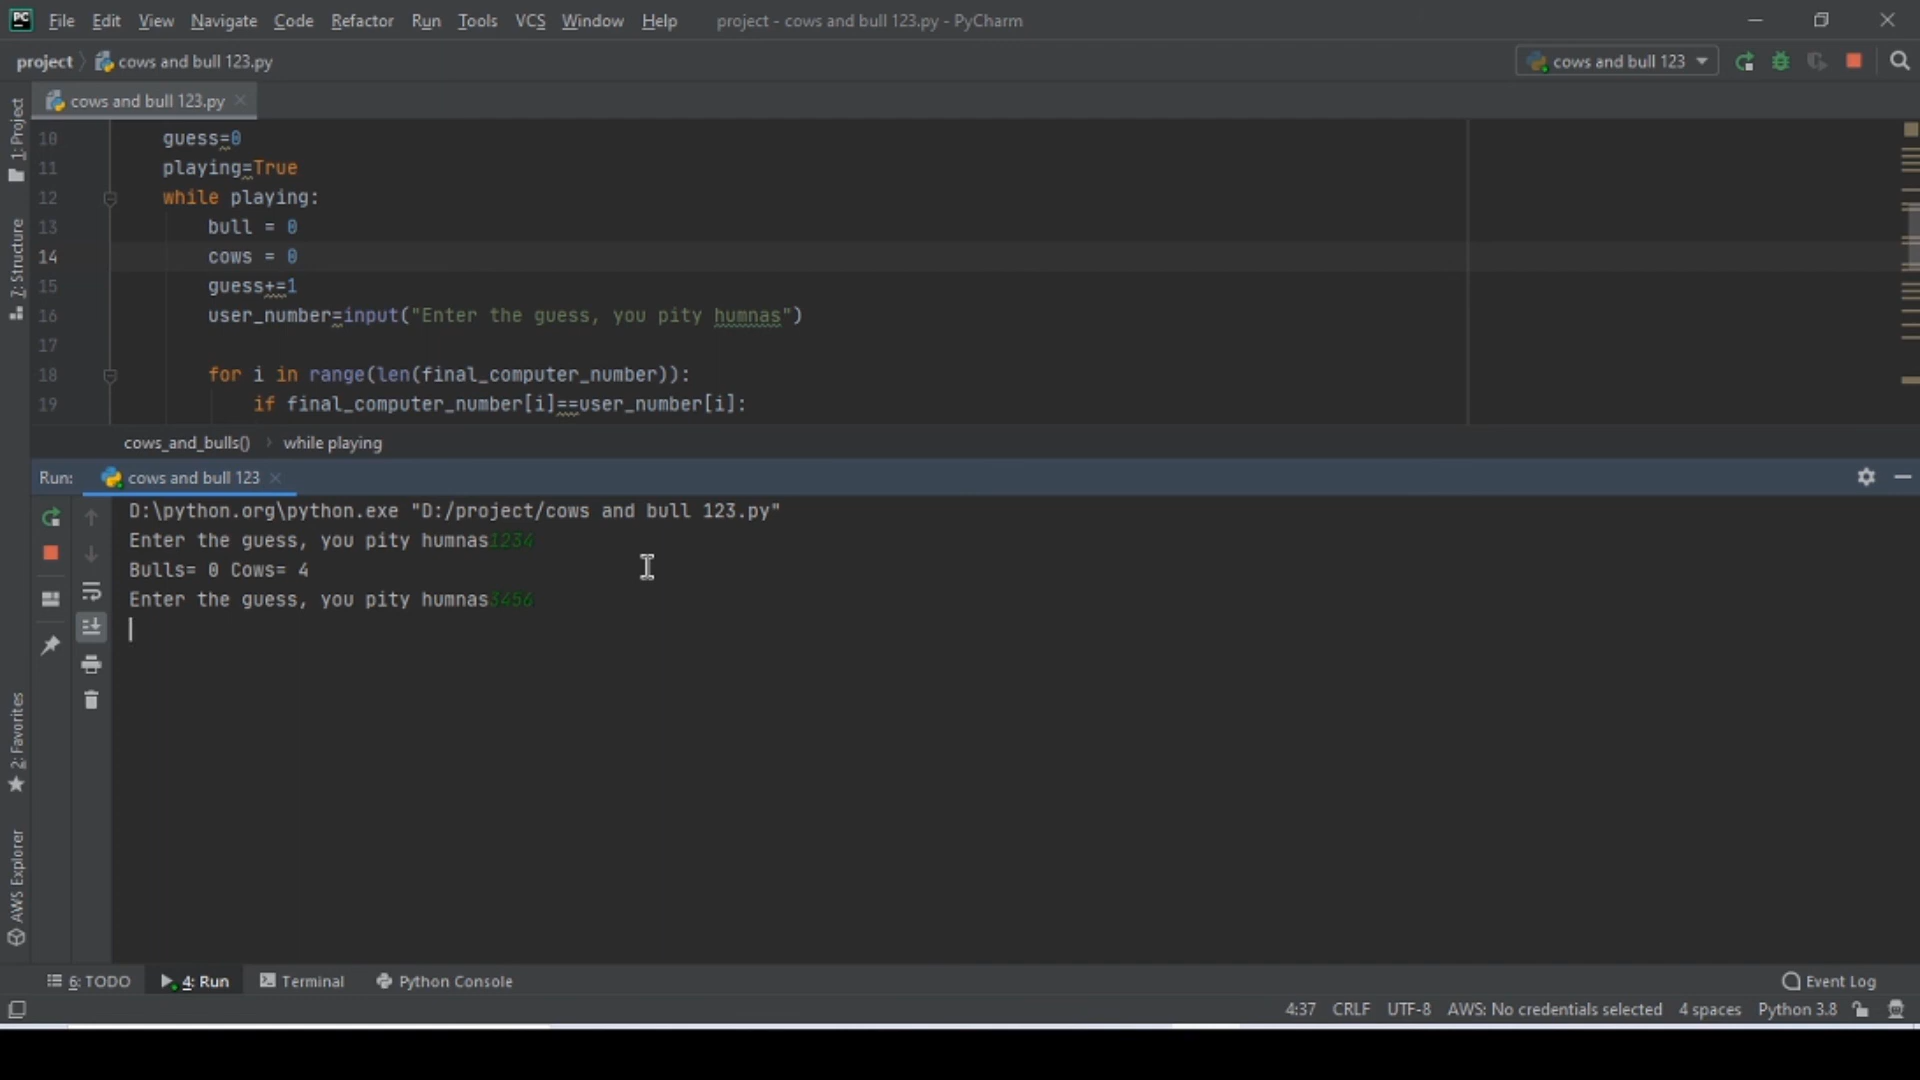 PC File Edit View Navigate Code Refactor Run Tools VCS Window Help project - cows and bull 123.py - PyCharm
project cows and bull 123.py cows and bull 123
cows and bull 123.py
1: Project
7: Structure
2: Favorites
AWS Explorer
10 guess=0
11 playing=True
12 while playing:
13 bull = 0
14 cows = 0
15 guess+=1
16 user_number=input("Enter the guess, you pity humnas")
17
18 for i in range(len(final_computer_number)):
19 if final_computer_number[i]==user_number[i]:
cows_and_bulls() while playing
Run: cows and bull 123
D:\python.org\python.exe "D:/project/cows and bull 123.py"
Enter the guess, you pity humnas1234
Bulls= 0 Cows= 4
Enter the guess, you pity humnas3456
6: TODO 4: Run Terminal Python Console Event Log
4:37 CRLF UTF-8 AWS: No credentials selected 4 spaces Python 3.8